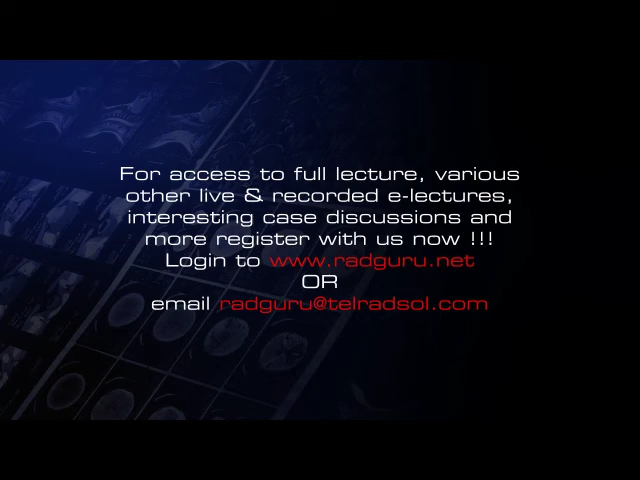 For access to full lecture, various
other live & recorded e-lectures,
interesting case discussions and
more register with us now !!!
Login to www.radguru.net
OR
email radguru@telradsol.com